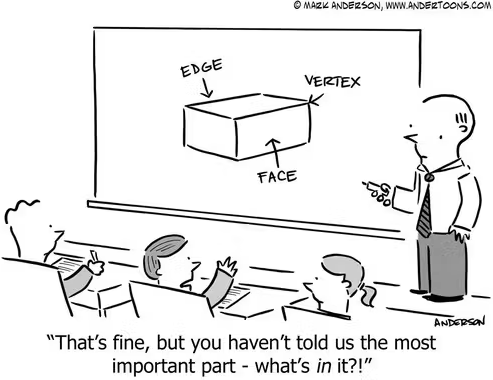 © MARK ANDERSON, WWW.ANDERTOONS.COM
EDGE
VERTEX
FACE
ANDERSON
“That’s fine, but you haven’t told us the most
important part - what’s in it?!”